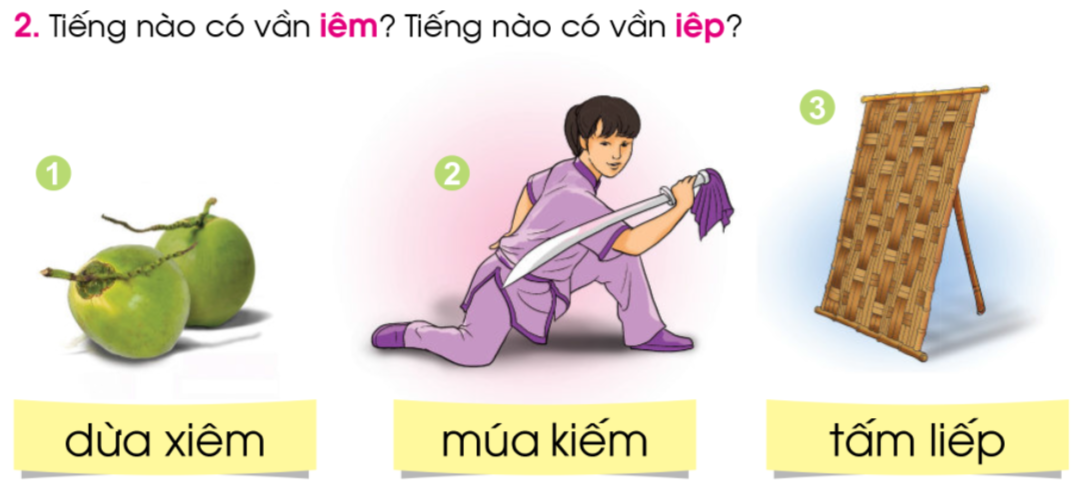 2. Tiếng nào có vần iêm? Tiếng nào có vần iêp?
1
2
3
dừa xiêm
múa kiếm
tấm liếp